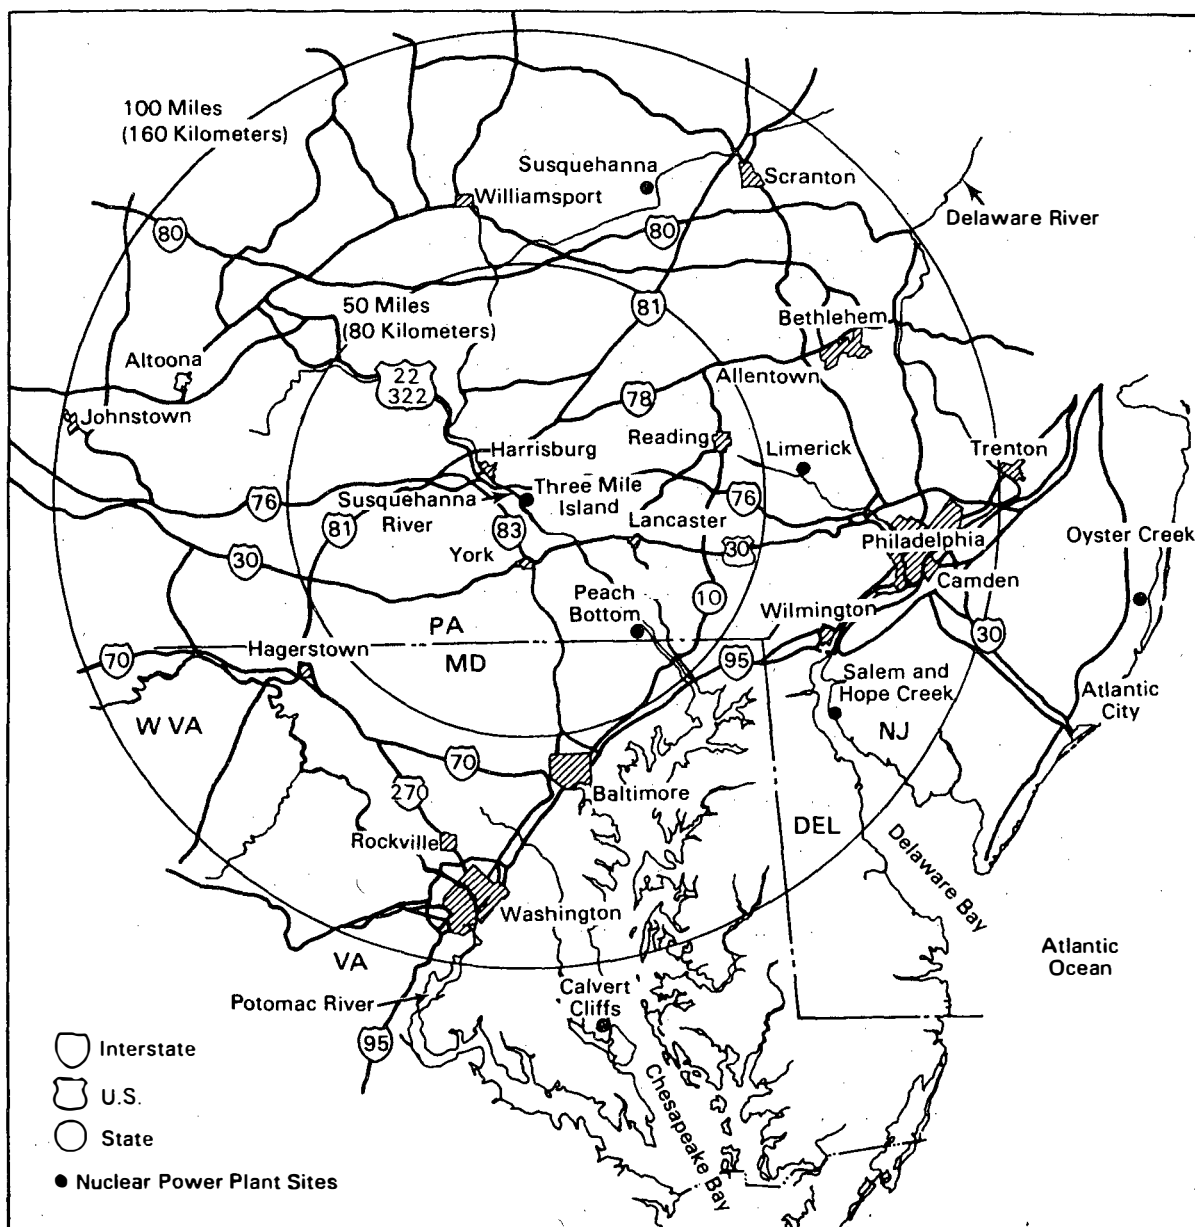 100 Miles
(160 Kilometers)
Susquehanna
Scranton
Williamsport
Delaware River
80
80
50 Miles
(80 Kilometers)
81
Bethlehem
Altoona
22
322
Allentown
78
Johnstown
Harrisburg
Reading
Limerick
Trenton
76
Susquehanna
River
Three Mile
Island
76
81
83
Lancaster
30
York
30
Philadelphia
Oyster Creek
Camden
Peach
Bottom
10
Wilmington
30
PA
MD
Hagerstown
70
95
Salem and
Hope Creek
Atlantic
City
W VA
NJ
70
270
Baltimore
Rockville
DEL
Delaware Bay
Washington
VA
Atlantic
Ocean
Potomac River
Calvert
Cliffs
95
Chesapeake Bay
Interstate
U.S.
State
Nuclear Power Plant Sites